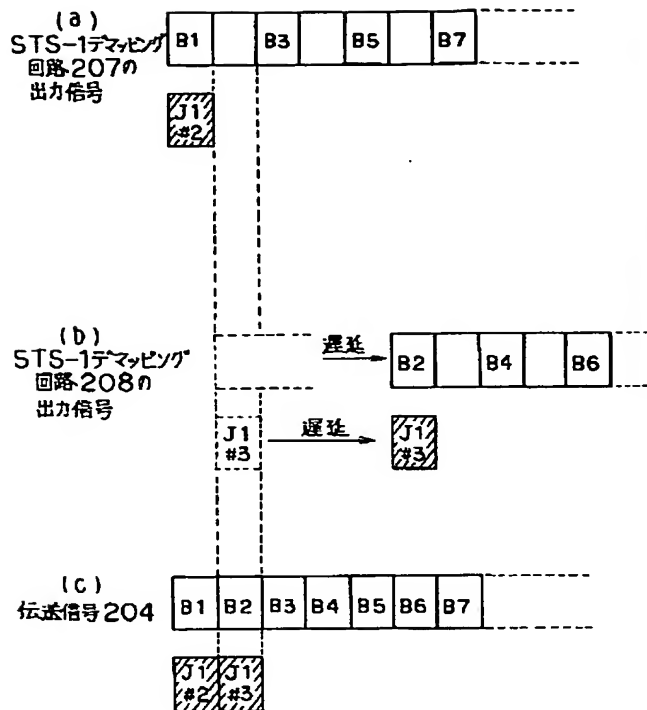 (a)
STS-1デマッピング
回路207の
出力信号
B1 B3 B5 B7
J1
#2
(b)
STS-1デマッピング
回路208の
出力信号
遅延
B2 B4 B6
J1
#3
遅延
J1
#3
(c)
伝送信号204
B1 B2 B3 B4 B5 B6 B7
J1 J1
#2 #3